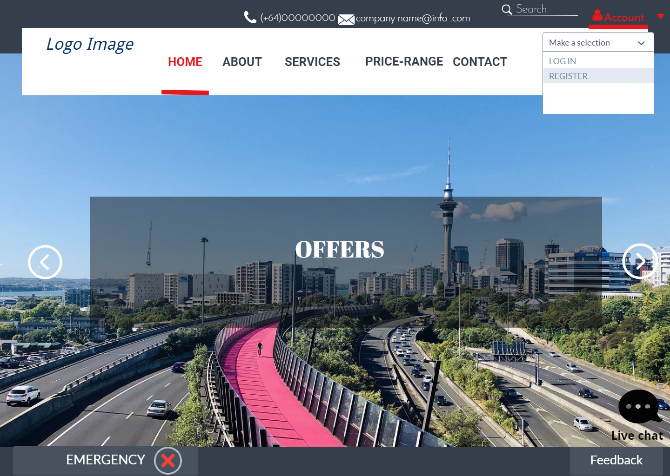 (+64)00000000 company name@info .com Search Account
Logo Image
HOME ABOUT SERVICES PRICE-RANGE CONTACT
Make a selection
LOG IN
REGISTER
OFFERS
Live chat
EMERGENCY Feedback